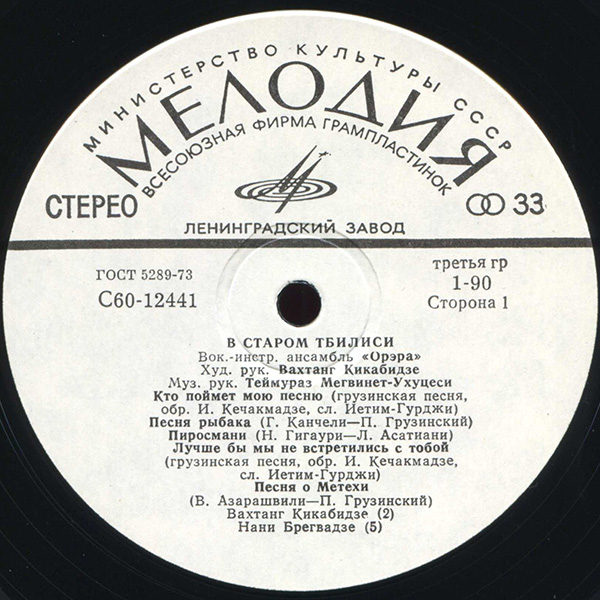 МИНИСТЕРСТВО КУЛЬТУРЫ СССР
МЕЛОДИЯ
ВСЕСОЮЗНАЯ ФИРМА ГРАМПЛАСТИНОК
СТЕРЕО
33
ЛЕНИНГРАДСКИЙ ЗАВОД
ГОСТ 5289-73
С60-12441
третья гр
1-90
Сторона 1
В СТАРОМ ТБИЛИСИ
Вок.-инстр. ансамбль «Орэра»
Худ. рук. Вахтанг Кикабидзе
Муз. рук. Теймураз Мегвинет-Ухуцеси
Кто поймет мою песню (грузинская песня,
обр. И. Кечакмадзе, сл. Иетим-Гурджи)
Песня рыбака (Г. Канчели—П. Грузинский)
Пиросмани (Н. Гигаури—Л. Асатиани)
Лучше бы мы не встретились с тобой
(грузинская песня, обр. И. Кечакмадзе,
сл. Иетим-Гурджи)
Песня о Метехи
(В. Азарашвили—П. Грузинский)
Вахтанг Кикабидзе (2)
Нани Брегвадзе (5)